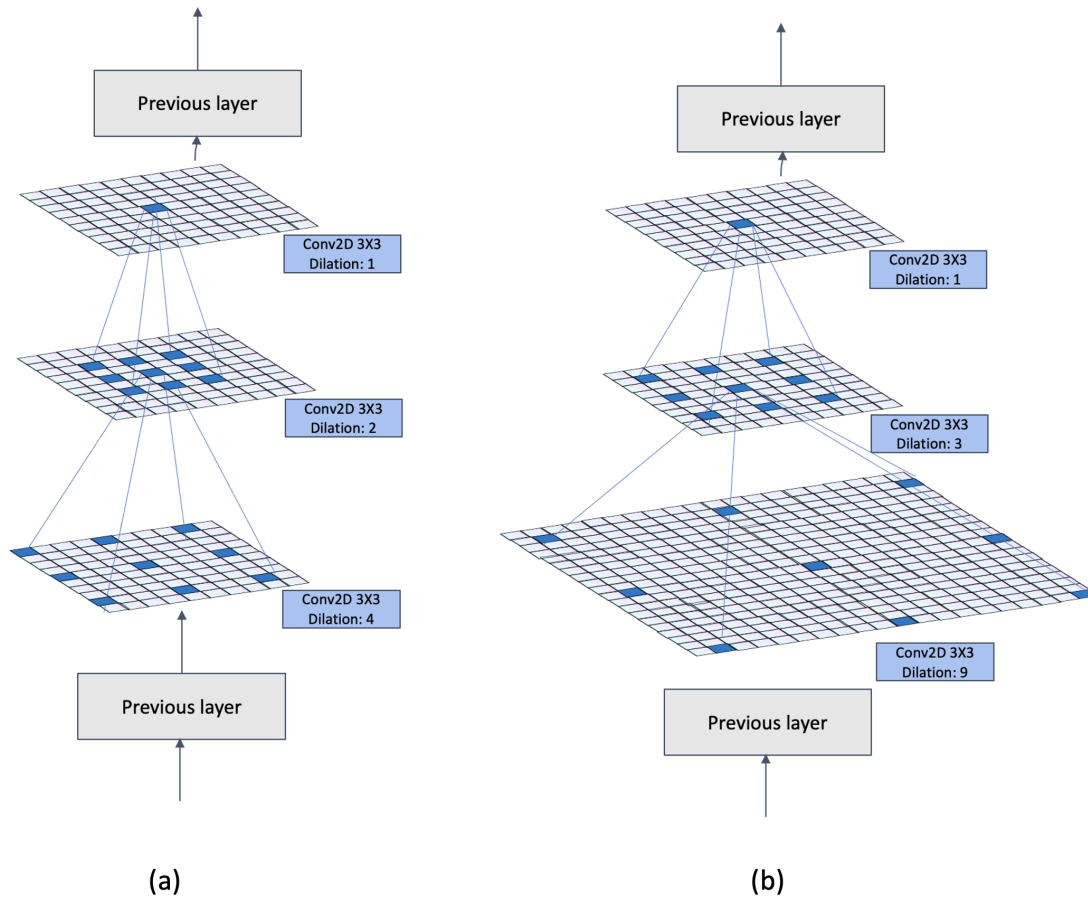 Previous layer
Conv2D 3X3
Dilation: 1
Conv2D 3X3
Dilation: 2
Conv2D 3X3
Dilation: 4
Previous layer
(a)
Previous layer
Conv2D 3X3
Dilation: 1
Conv2D 3X3
Dilation: 3
Conv2D 3X3
Dilation: 9
Previous layer
(b)